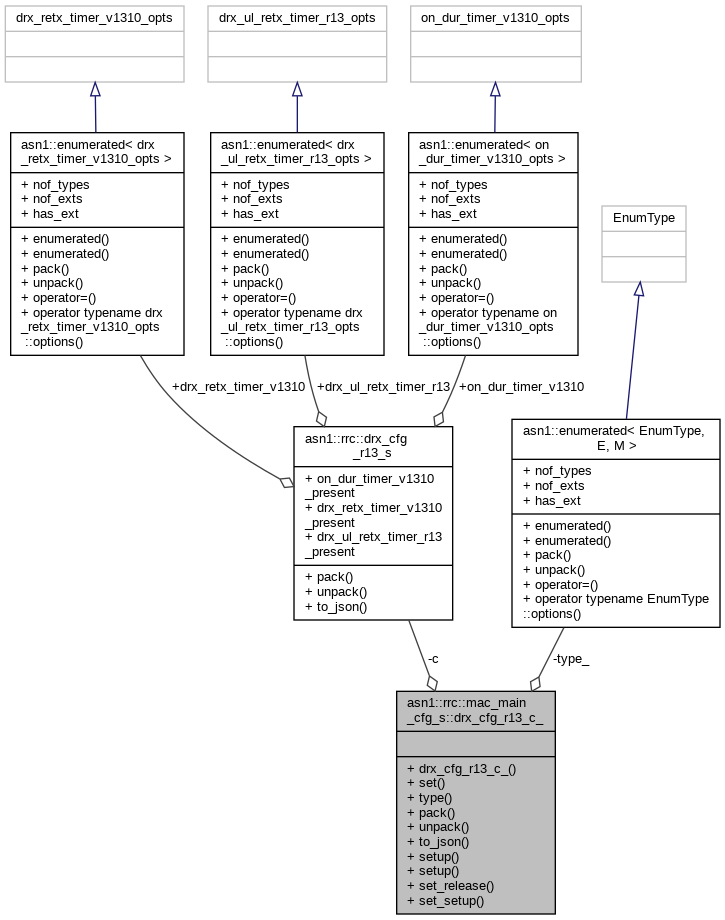 drx_retx_timer_v1310_opts
drx_ul_retx_timer_r13_opts
on_dur_timer_v1310_opts
asn1::enumerated< drx
_retx_timer_v1310_opts >
+ nof_types
+ nof_exts
+ has_ext
+ enumerated()
+ enumerated()
+ pack()
+ unpack()
+ operator=()
+ operator typename drx
_retx_timer_v1310_opts
::options()
asn1::enumerated< drx
_ul_retx_timer_r13_opts >
+ nof_types
+ nof_exts
+ has_ext
+ enumerated()
+ enumerated()
+ pack()
+ unpack()
+ operator=()
+ operator typename drx
_ul_retx_timer_r13_opts
::options()
asn1::enumerated< on
_dur_timer_v1310_opts >
+ nof_types
+ nof_exts
+ has_ext
+ enumerated()
+ enumerated()
+ pack()
+ unpack()
+ operator=()
+ operator typename on
_dur_timer_v1310_opts
::options()
EnumType
+drx_retx_timer_v1310
+drx_ul_retx_timer_r13
+on_dur_timer_v1310
asn1::rrc::drx_cfg
_r13_s
+ on_dur_timer_v1310
_present
+ drx_retx_timer_v1310
_present
+ drx_ul_retx_timer_r13
_present
+ pack()
+ unpack()
+ to_json()
asn1::enumerated< EnumType,
E, M >
+ nof_types
+ nof_exts
+ has_ext
+ enumerated()
+ enumerated()
+ pack()
+ unpack()
+ operator=()
+ operator typename EnumType
::options()
-c
-type_
asn1::rrc::mac_main
_cfg_s::drx_cfg_r13_c_
+ drx_cfg_r13_c_()
+ set()
+ type()
+ pack()
+ unpack()
+ to_json()
+ setup()
+ setup()
+ set_release()
+ set_setup()